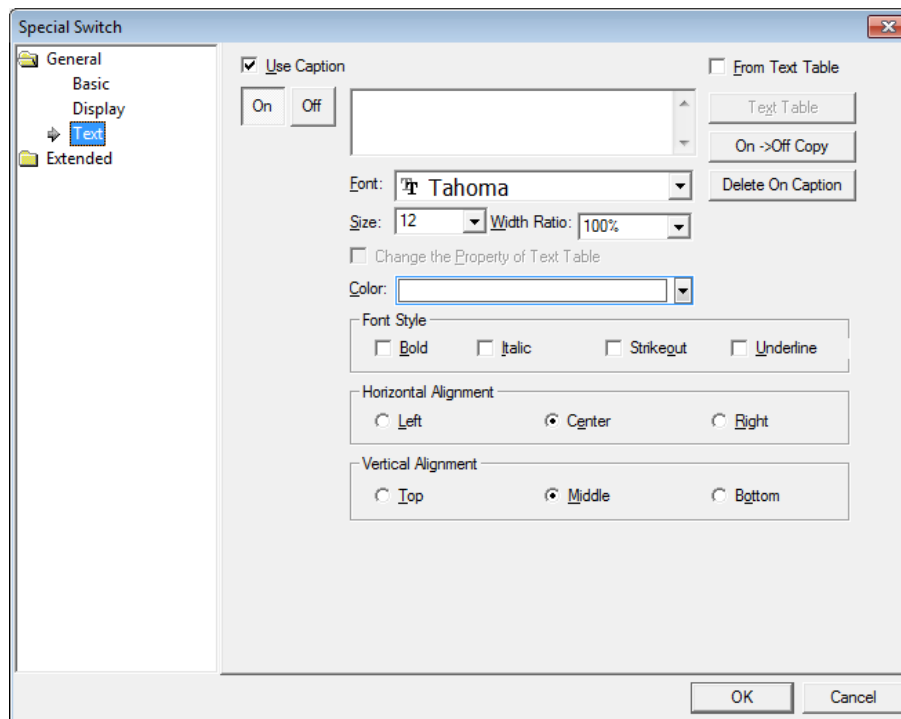 Special Switch
General
Basic
Display
Text
Extended
Use Caption
From Text Table
On Off
Text Table
On ->Off Copy
Delete On Caption
Font: Tahoma
Size: 12 Width Ratio: 100%
Change the Property of Text Table
Color:
Font Style
Bold Italic Strikeout Underline
Horizontal Alignment
Left Center Right
Vertical Alignment
Top Middle Bottom
OK Cancel